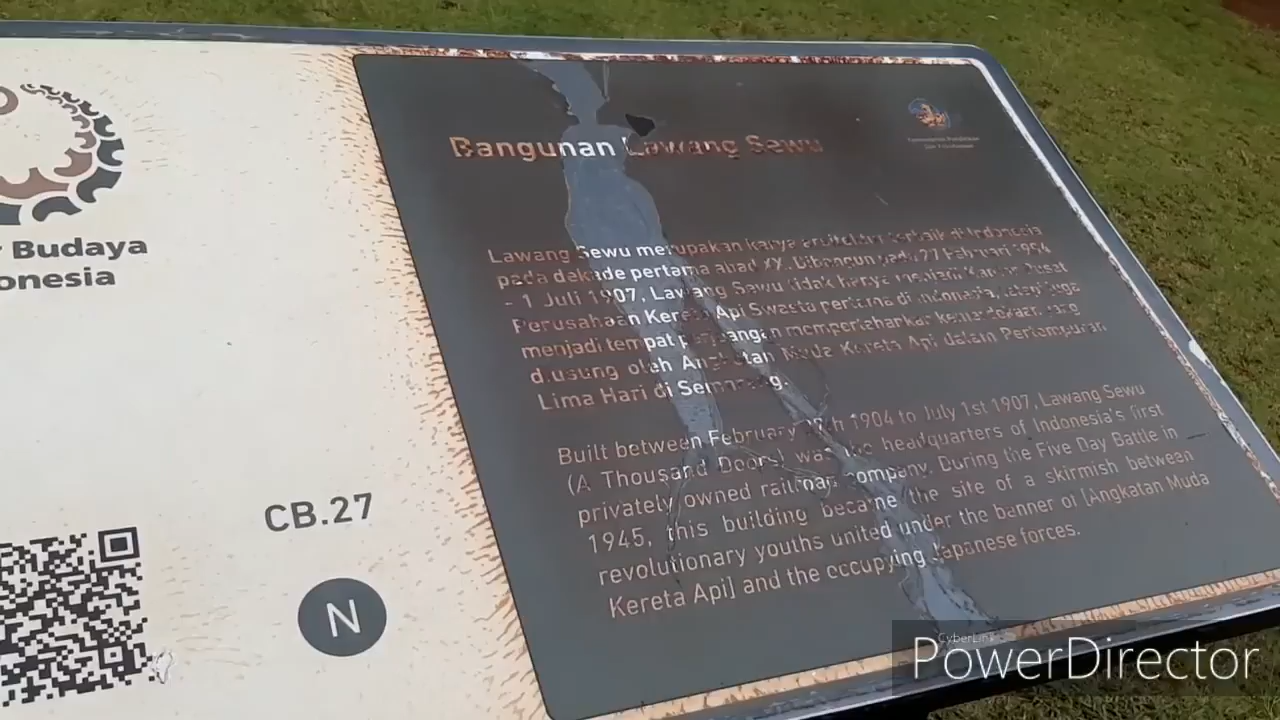 Budaya
onesia
CB.27
N
Bangunan Lawang Sewu
Lawang Sewu merupakan karya arsitektur terbaik di Indonesia
pada dekade pertama abad XX. Dibangun pada 27 Februari 1904
- 1 Juli 1907, Lawang Sewu tidak hanya menjadi Kantor Pusat
Perusahaan Kereta Api Swasta pertama di Indonesia, tetapi juga
menjadi tempat perjuangan mempertahankan kemerdekaan yang
diusung oleh Angkatan Muda Kereta Api dalam Pertempuran
Lima Hari di Semarang.
Built between February 27th 1904 to July 1st 1907, Lawang Sewu
(A Thousand Doors) was the headquarters of Indonesia's first
privately owned railroad company. During the Five Day Battle in
1945, this building became the site of a skirmish between
revolutionary youths united under the banner of [Angkatan Muda
Kereta Api] and the occupying Japanese forces.
CyberLink
PowerDirector